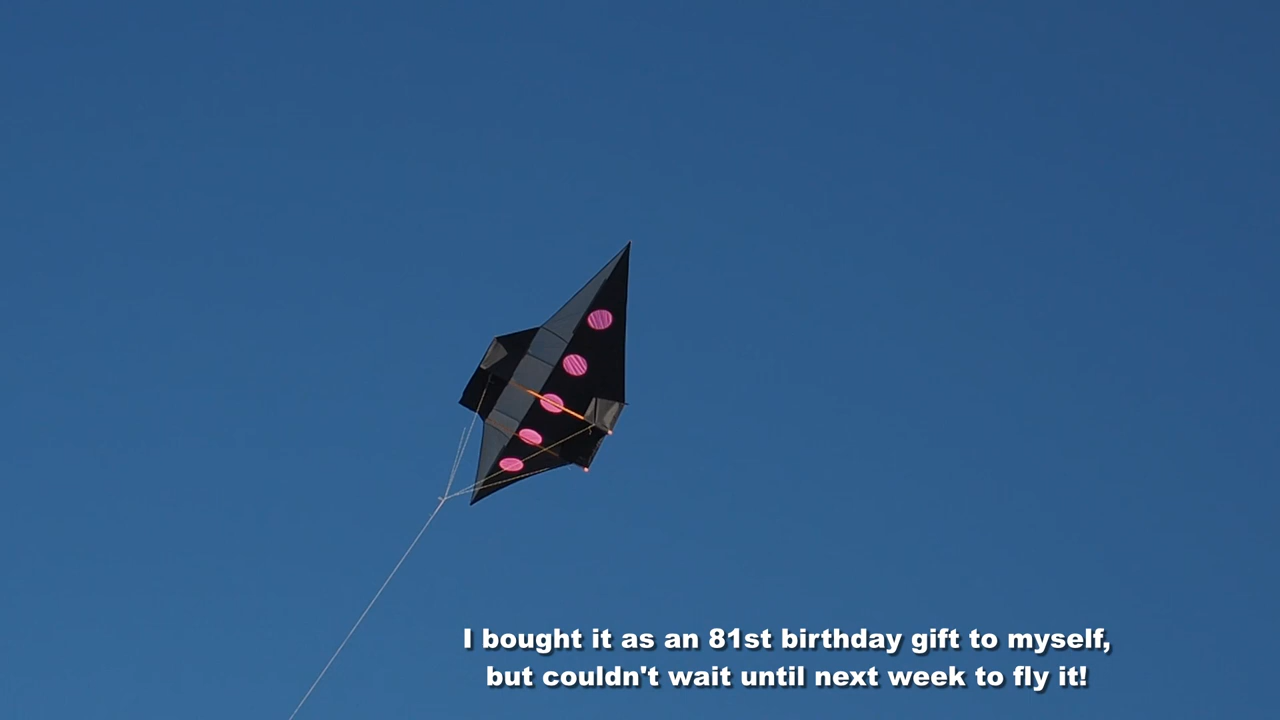 I bought it as an 81st birthday gift to myself,
but couldn't wait until next week to fly it!